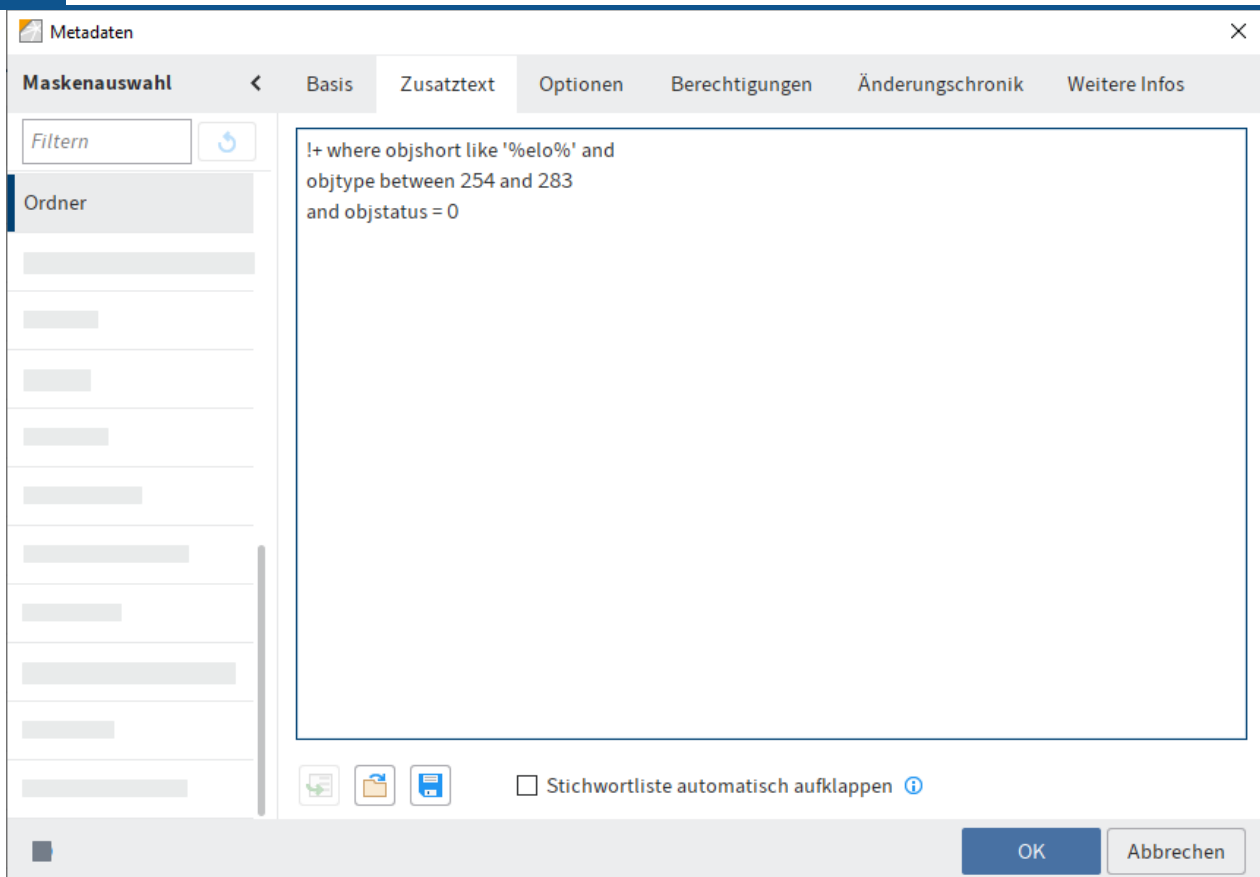 Metadaten
Maskenauswahl
Basis Zusatztext Optionen Berechtigungen Änderungschronik Weitere Infos
Filtern
Ordner
!+ where objshort like '%elo%' and
objtype between 254 and 283
and objstatus = 0
Stichwortliste automatisch aufklappen
OK Abbrechen